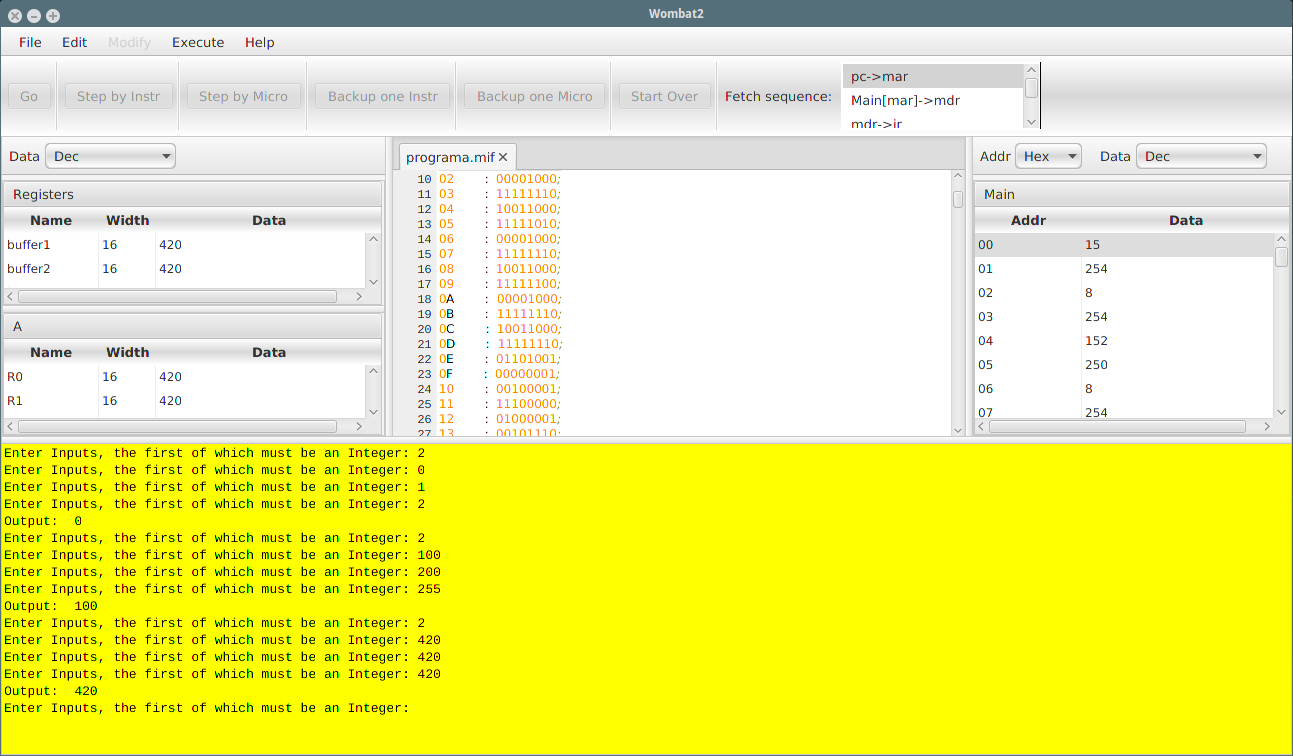 Wombat2
File Edit Modify Execute Help
Go Step by Instr Step by Micro Backup one Instr Backup one Micro Start Over Fetch sequence:
pc->mar
Main[mar]->mdr
mdr->ir
Data Dec
Registers
Name Width Data
buffer1 16 420
buffer2 16 420
A
Name Width Data
R0 16 420
R1 16 420
programa.mif
10 02 : 00001000;
11 03 : 11111110;
12 04 : 10011000;
13 05 : 11111010;
14 06 : 00001000;
15 07 : 11111110;
16 08 : 10011000;
17 09 : 11111100;
18 0A : 00001000;
19 0B : 11111110;
20 0C : 10011000;
21 0D : 11111110;
22 0E : 01101001;
23 0F : 00000001;
24 10 : 00100001;
25 11 : 11100000;
26 12 : 01000001;
27 13 : 00101110;
Addr Hex Data Dec
Main
Addr Data
00 15
01 254
02 8
03 254
04 152
05 250
06 8
07 254
Enter Inputs, the first of which must be an Integer: 2
Enter Inputs, the first of which must be an Integer: 0
Enter Inputs, the first of which must be an Integer: 1
Enter Inputs, the first of which must be an Integer: 2
Output: 0
Enter Inputs, the first of which must be an Integer: 2
Enter Inputs, the first of which must be an Integer: 100
Enter Inputs, the first of which must be an Integer: 200
Enter Inputs, the first of which must be an Integer: 255
Output: 100
Enter Inputs, the first of which must be an Integer: 2
Enter Inputs, the first of which must be an Integer: 420
Enter Inputs, the first of which must be an Integer: 420
Enter Inputs, the first of which must be an Integer: 420
Output: 420
Enter Inputs, the first of which must be an Integer: